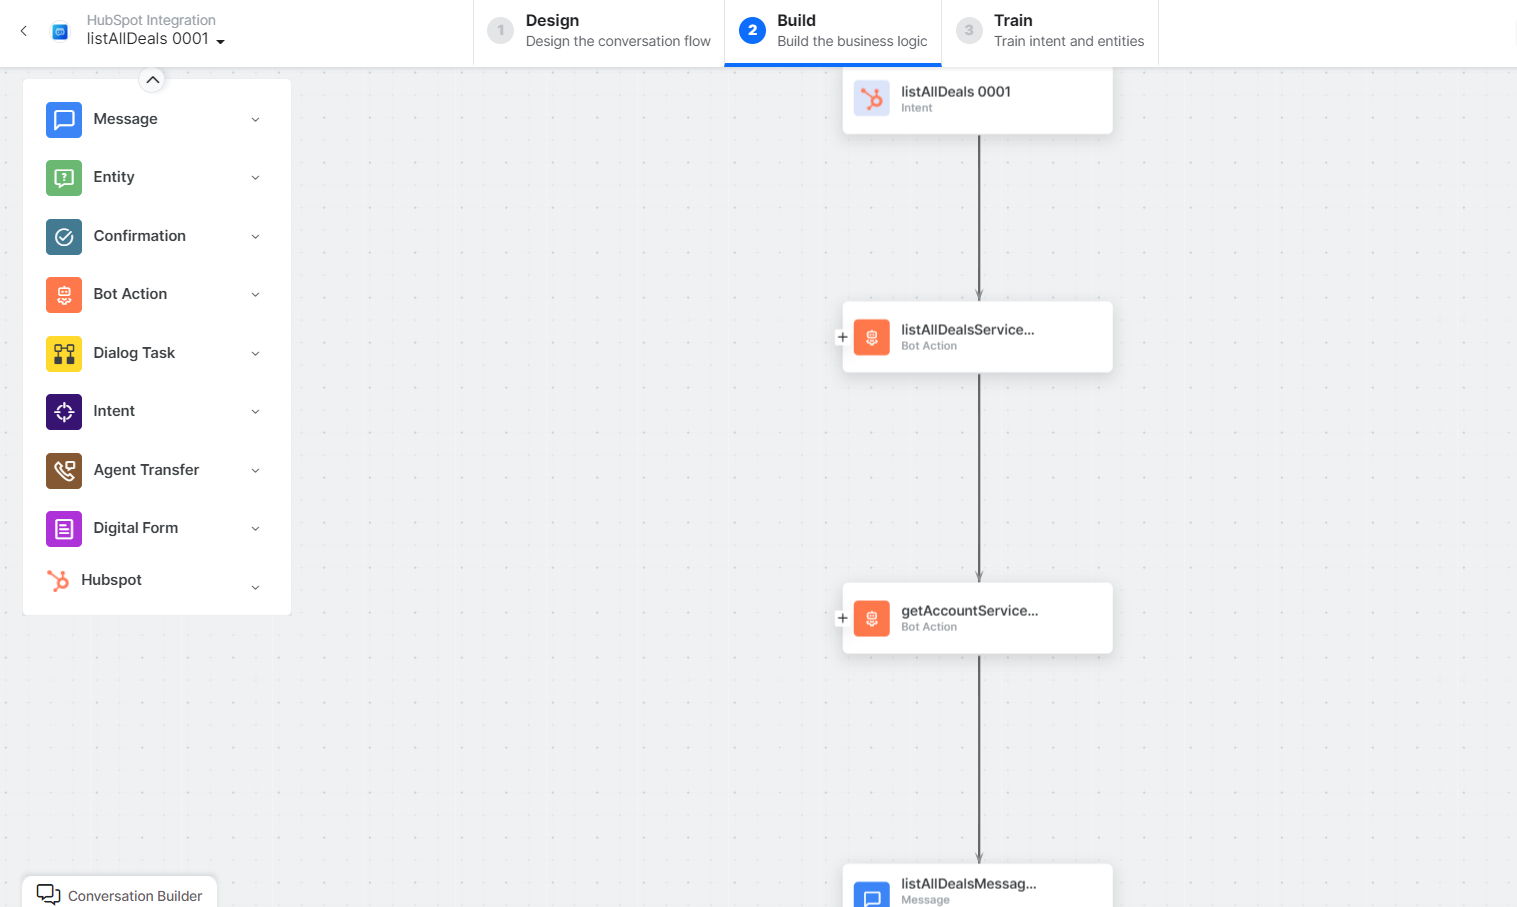 HubSpot Integration
listAllDeals 0001
1
Design
Design the conversation flow
2
Build
Build the business logic
3
Train
Train intent and entities
Message
Entity
Confirmation
Bot Action
Dialog Task
Intent
Agent Transfer
Digital Form
Hubspot
listAllDeals 0001
Intent
listAllDealsService...
Bot Action
getAccountService...
Bot Action
listAllDealsMessag...
Message
Conversation Builder